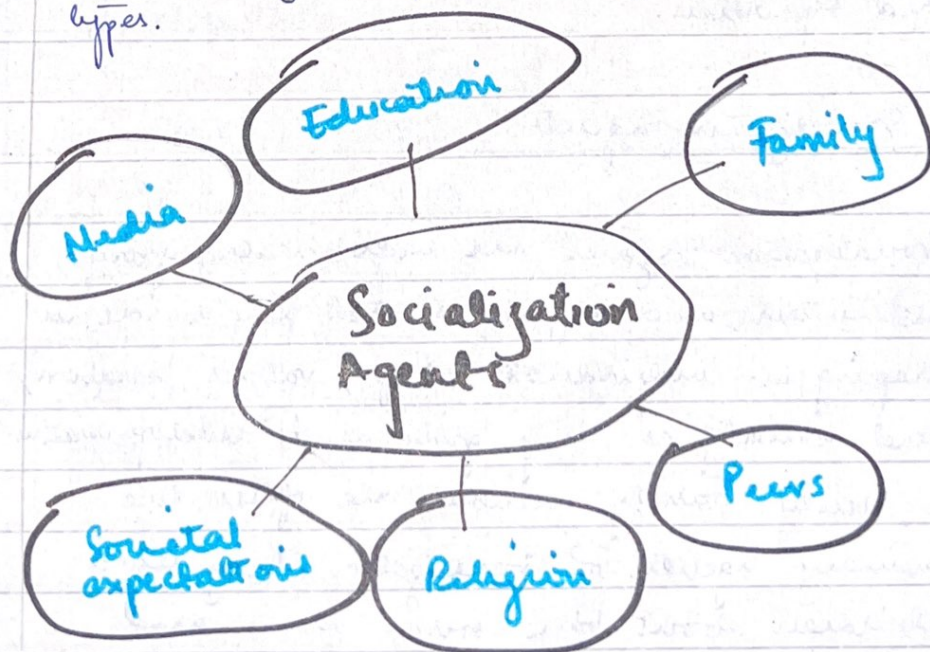 types.
Education
Family
Media
Socialization
Agents
Peers
Societal
expectations
Religion